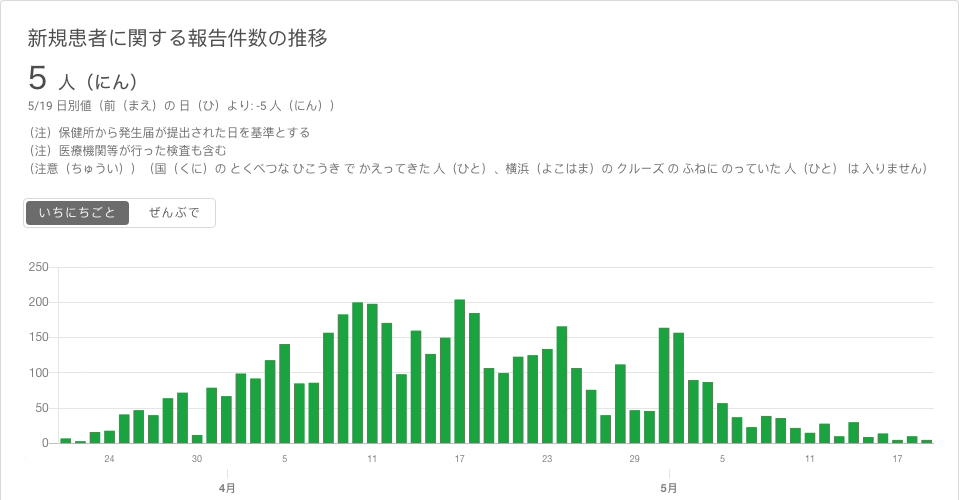 新規患者に関する報告件数の推移
5 人（にん）
5/19 日別値（前（まえ）の 日（ひ）より: -5 人（にん））
（注）保健所から発生届が提出された日を基準とする
（注）医療機関等が行った検査も含む
（注意（ちゅうい））（国（くに）の とくべつな ひこうき で かえってきた 人（ひと）、横浜（よこはま）の クルーズ の ふねに のっていた 人（ひと） は 入りません）
いちにちごと ぜんぶで
250
200
150
100
50
0
24 30 5 11 17 23 29 5 11 17
4月 5月